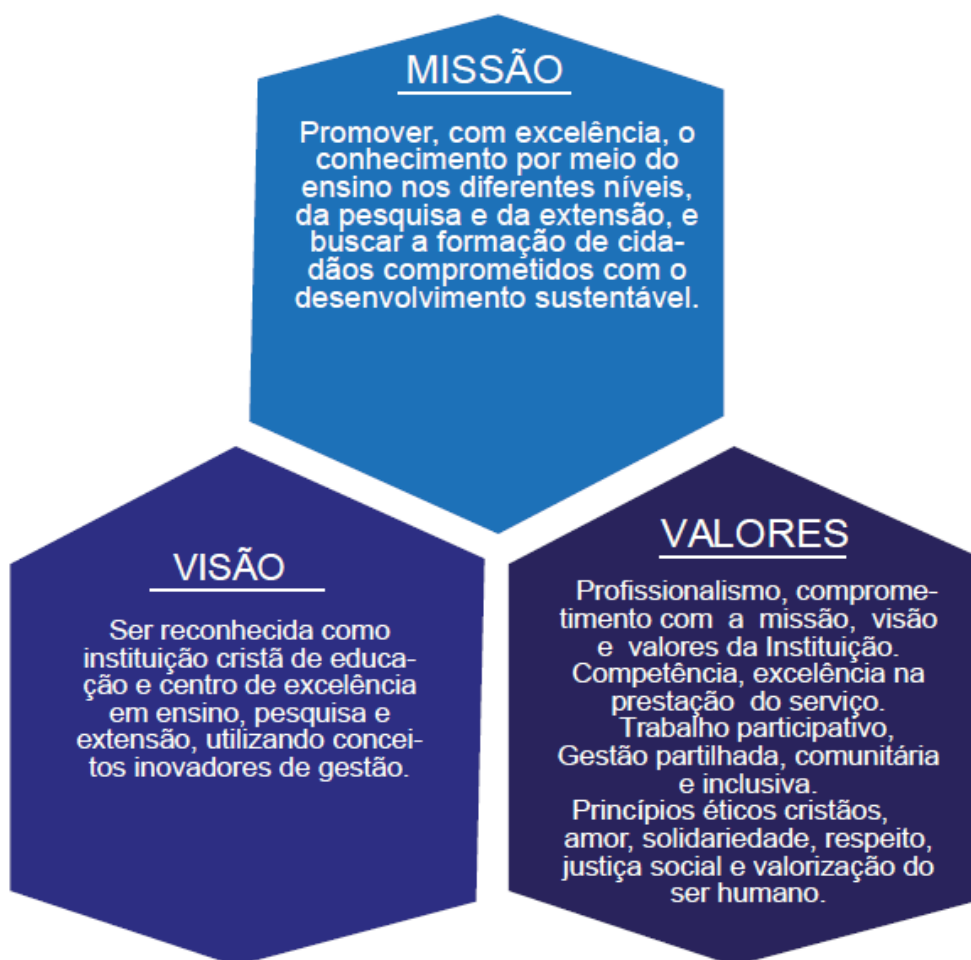 MISSÃO
Promover, com excelência, o
conhecimento por meio do
ensino nos diferentes níveis,
da pesquisa e da extensão, e
buscar a formação de cida-
dãos comprometidos com o
desenvolvimento sustentável.
VISÃO
Ser reconhecida como
instituição cristã de educa-
ção e centro de excelência
em ensino, pesquisa e
extensão, utilizando concei-
tos inovadores de gestão.
VALORES
Profissionalismo, comprome-
timento com a missão, visão
e valores da Instituição.
Competência, excelência na
prestação do serviço.
Trabalho participativo,
Gestão partilhada, comunitária
e inclusiva.
Princípios éticos cristãos,
amor, solidariedade, respeito,
justiça social e valorização do
ser humano.